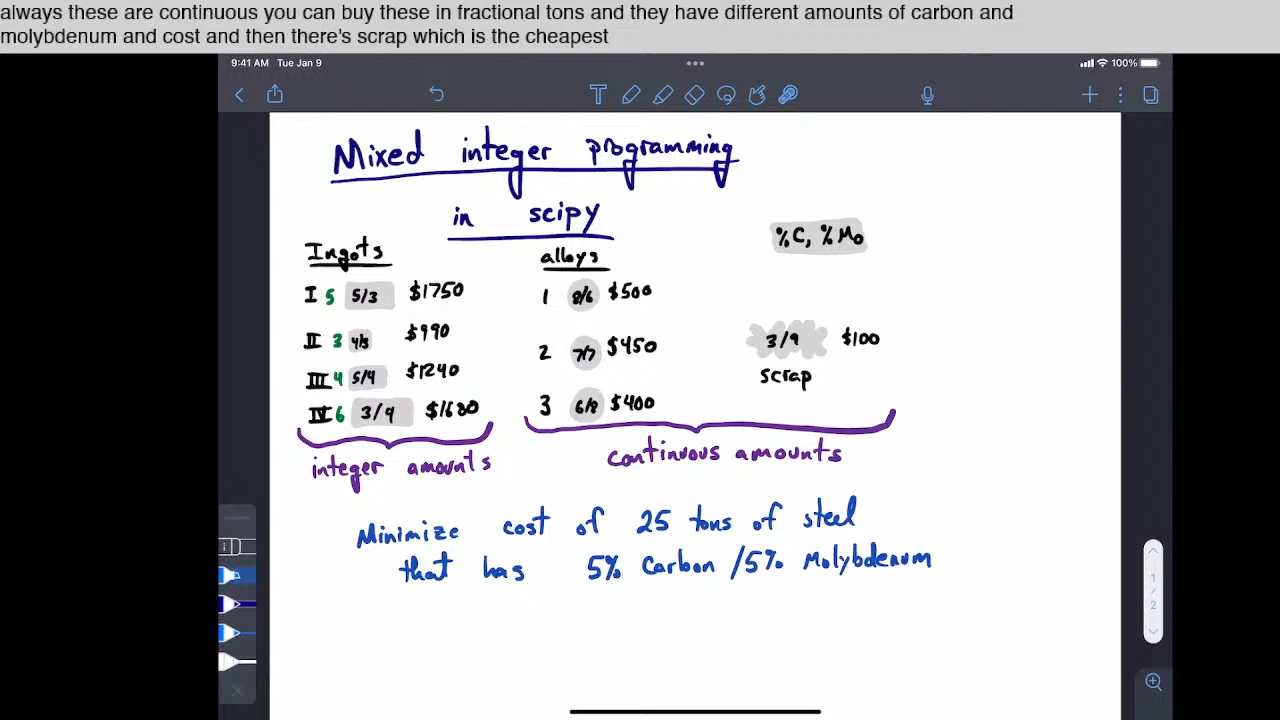 always these are continuous you can buy these in fractional tons and they have different amounts of carbon and
molybdenum and cost and then there's scrap which is the cheapest
9:41 AM Tue Jan 9
100%
Mixed integer programming
in scipy
%C, %Mo
Ingots
I 5 5/3 $1750
II 3 4/3 $990
III 4 5/4 $1240
IV 6 3/4 $1680
integer amounts
alloys
1 8/6 $500
2 7/7 $450
3 6/8 $400
3/9 $100
scrap
continuous amounts
Minimize cost of 25 tons of steel
that has 5% Carbon /5% Molybdenum
1
/
2